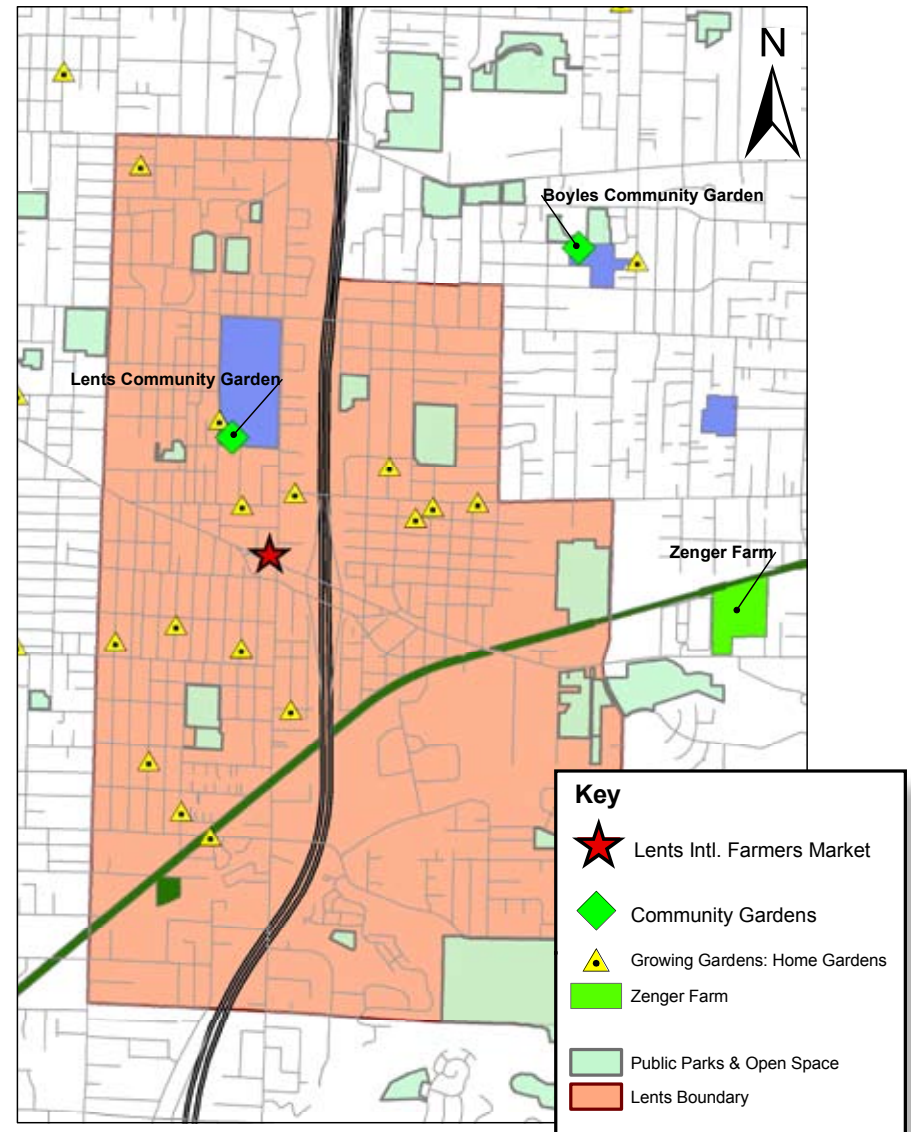 N
Boyles Community Garden
Lents Community Garden
Zenger Farm
Key
Lents Intl. Farmers Market
Community Gardens
Growing Gardens: Home Gardens
Zenger Farm
Public Parks & Open Space
Lents Boundary